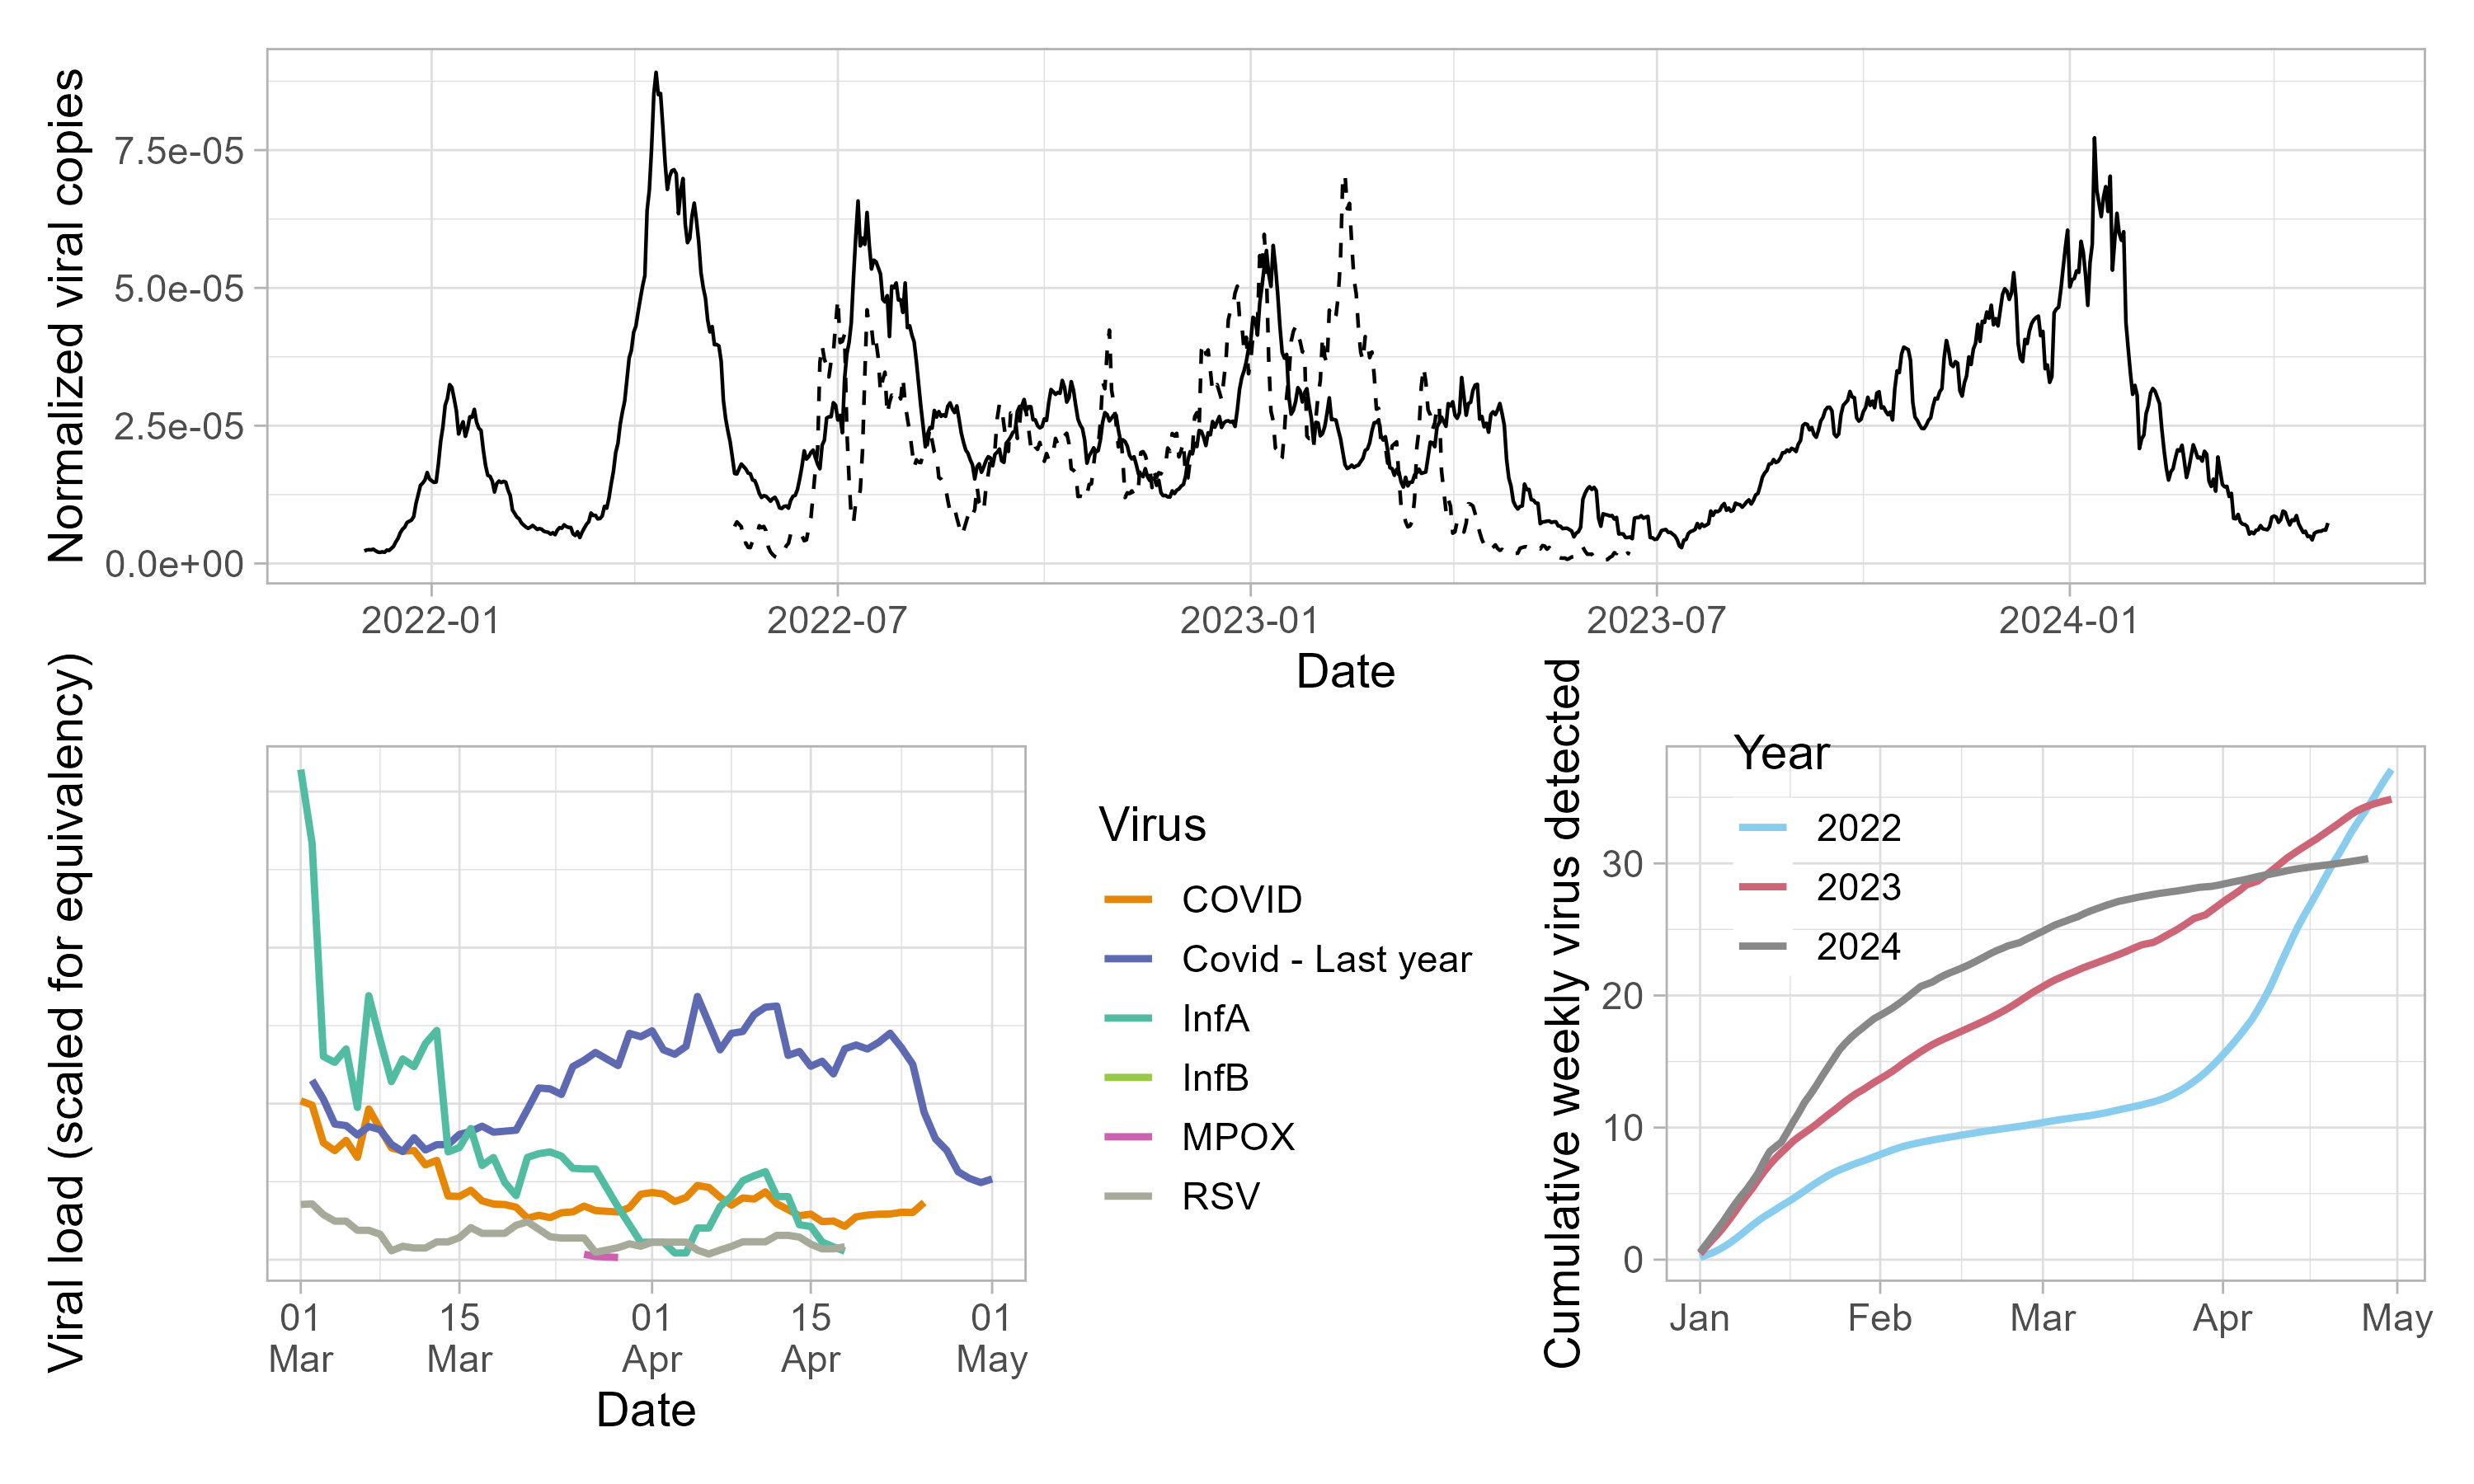 Normalized viral copies
7.5e-05
5.0e-05
2.5e-05
0.0e+00
2022-01 2022-07 2023-01 2023-07 2024-01
Date
Viral load (scaled for equivalency)
01 15 01 15 01
Mar Mar Apr Apr May
Date
Virus
COVID
Covid - Last year
InfA
InfB
MPOX
RSV
Cumulative weekly virus detected
30
20
10
0
Year
2022
2023
2024
Jan Feb Mar Apr May